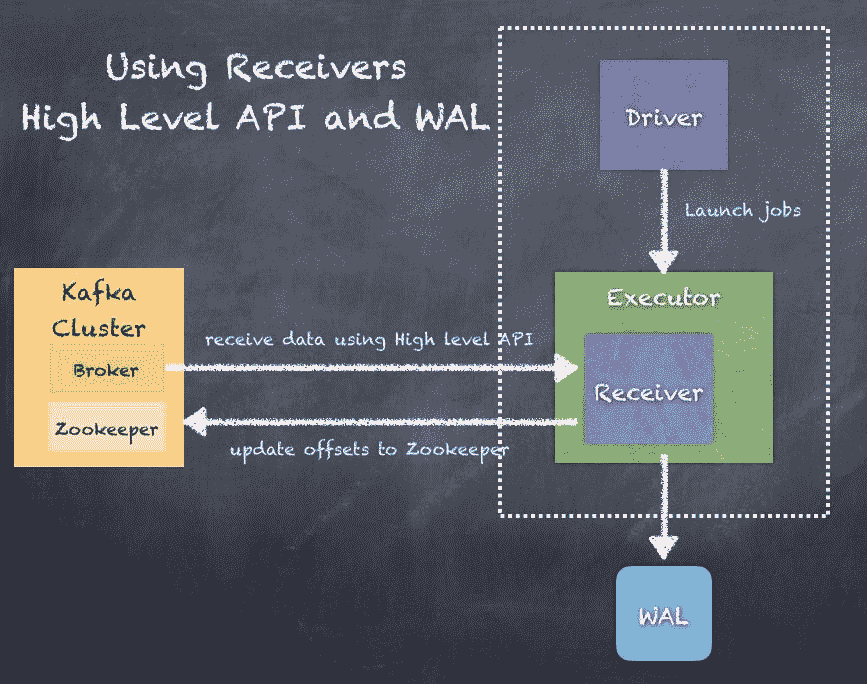 Using Receivers
High Level API and WAL
Driver
Launch jobs
Kafka
Cluster
Broker
Zookeeper
receive data using High level API
update offsets to Zookeeper
Executor
Receiver
WAL